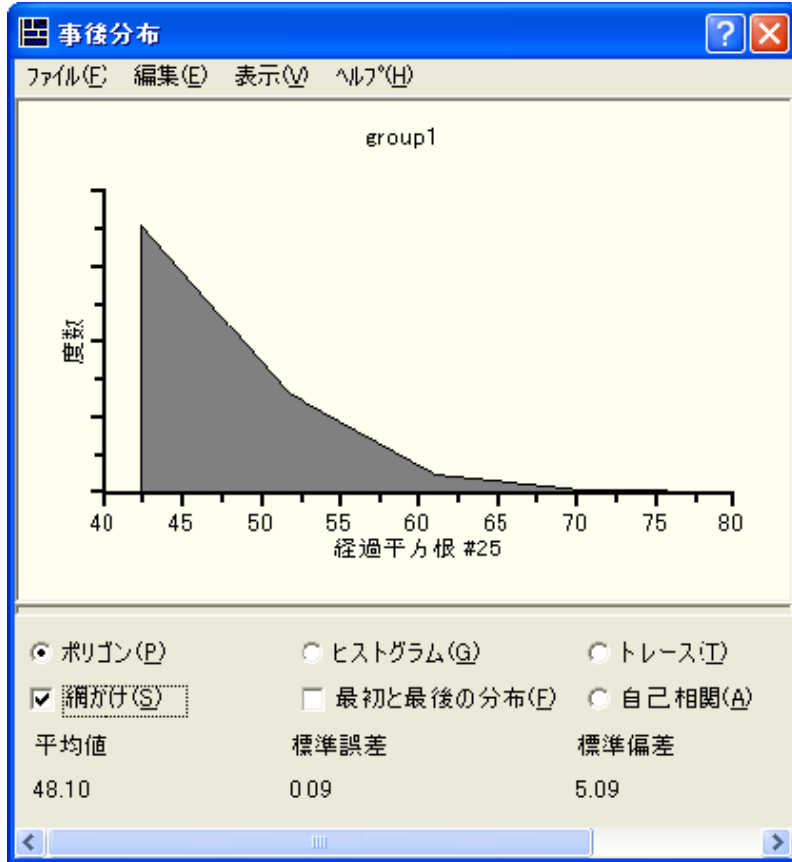 事後分布
ファイル(F) 編集(E) 表示(V) ヘルプ(H)
group1
度数
40 45 50 55 60 65 70 75 80
経過平方根 #25
ポリゴン(P) ヒストグラム(G) トレース(T)
網かけ(S) 最初と最後の分布(F) 自己相関(A)
平均値 標準誤差 標準偏差
48.10 0.09 5.09